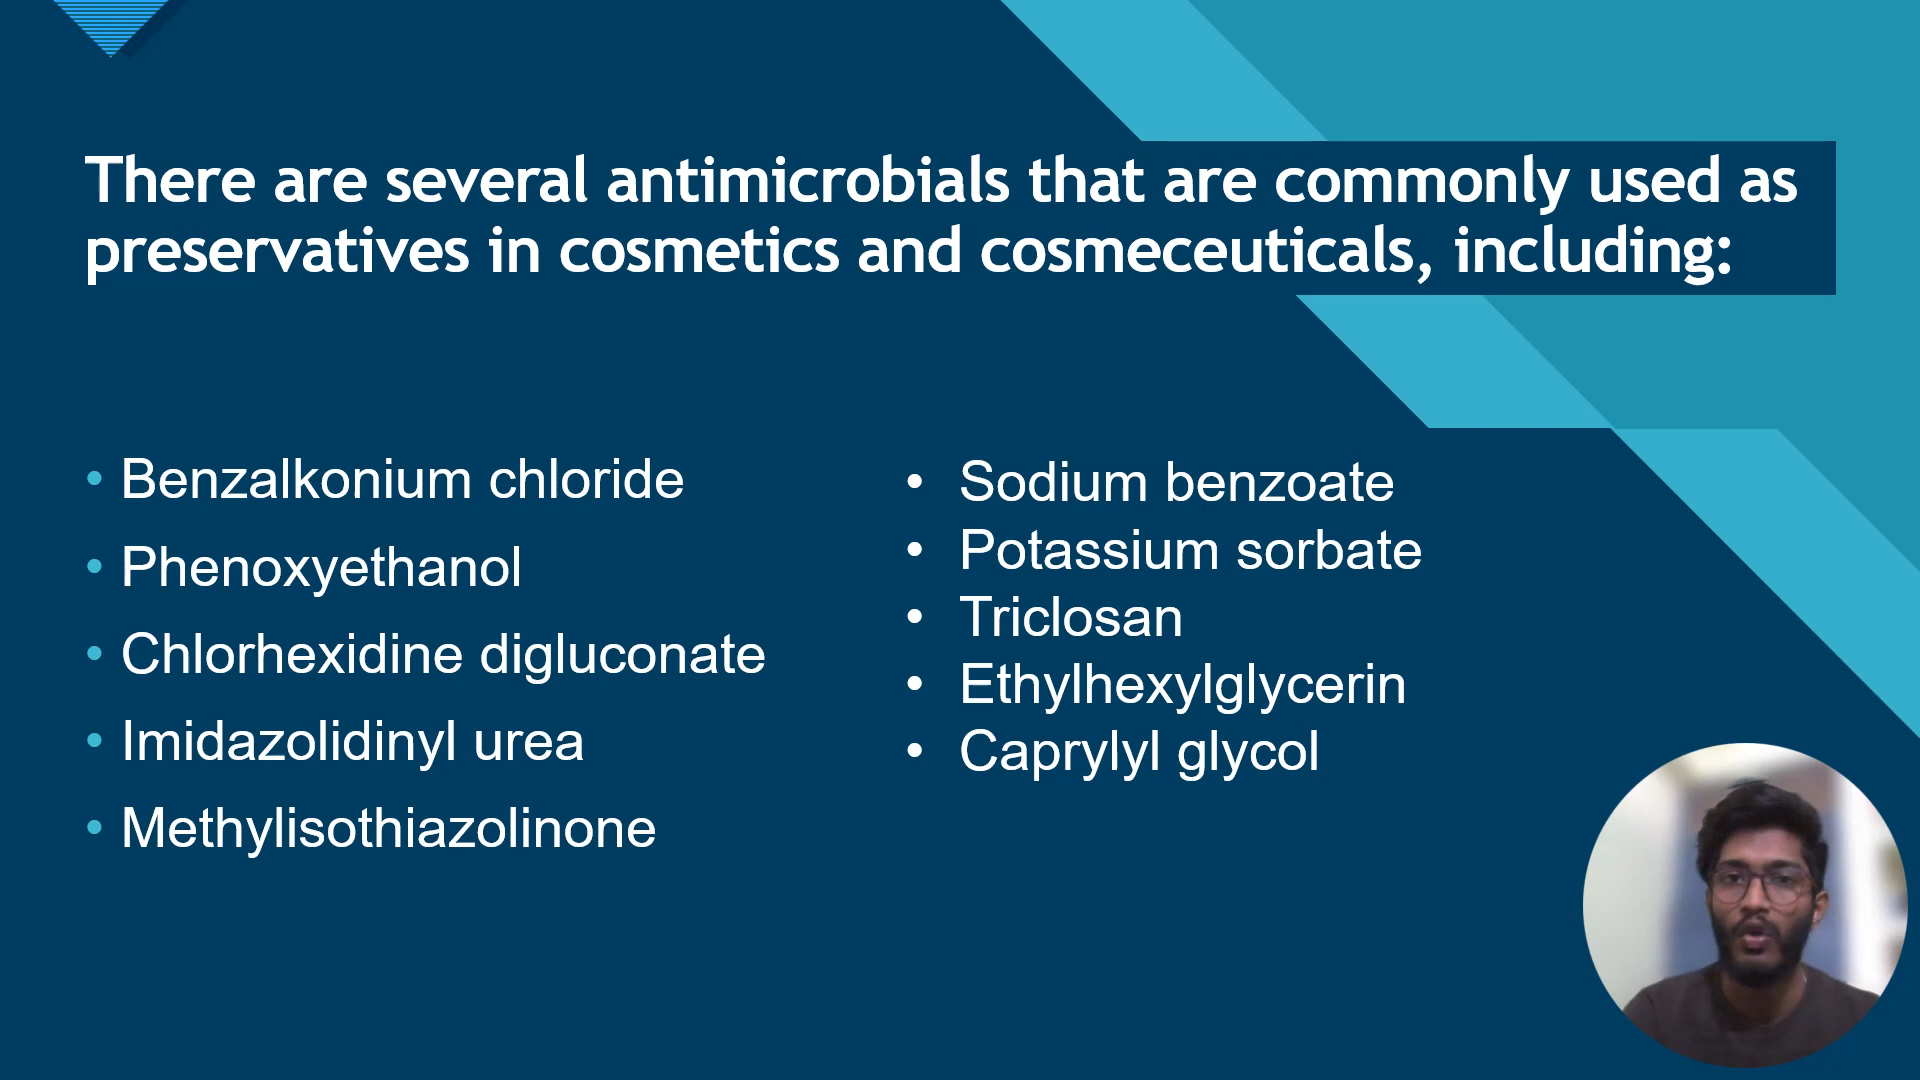 There are several antimicrobials that are commonly used as
preservatives in cosmetics and cosmeceuticals, including:
• Benzalkonium chloride
• Phenoxyethanol
• Chlorhexidine digluconate
• Imidazolidinyl urea
• Methylisothiazolinone
• Sodium benzoate
• Potassium sorbate
• Triclosan
• Ethylhexylglycerin
• Caprylyl glycol